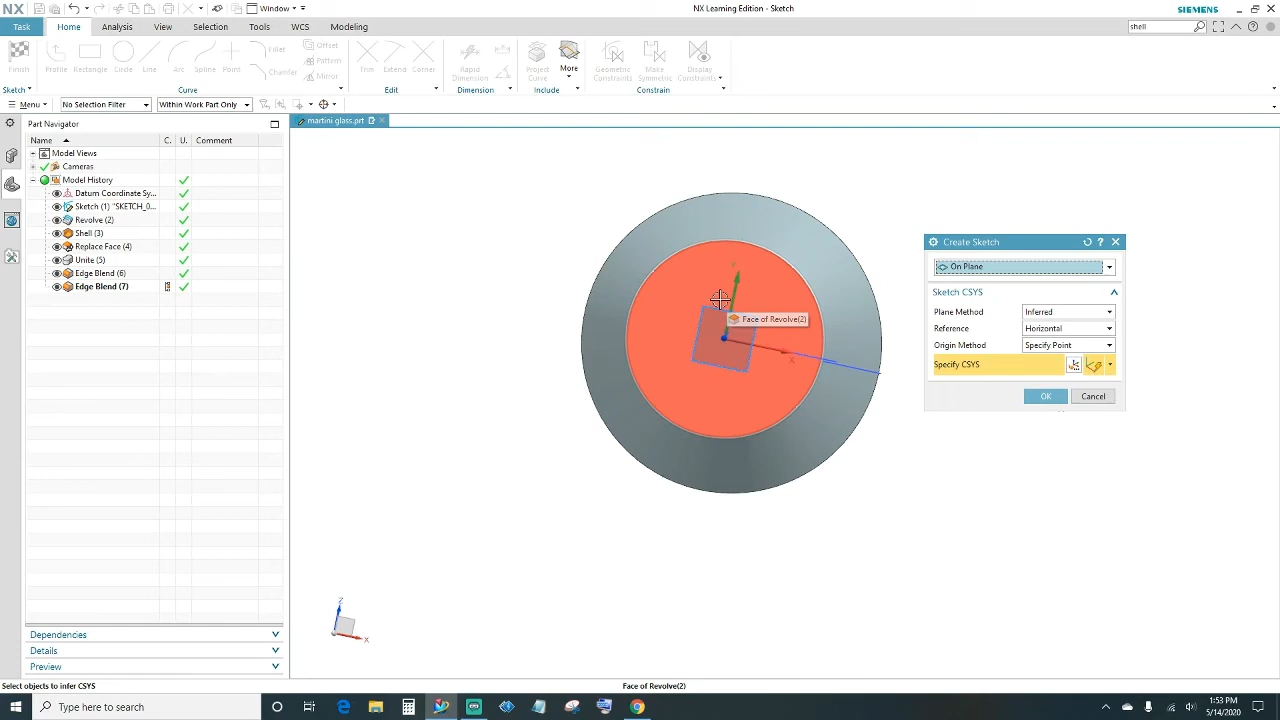 NX
Window
NX Learning Edition - Sketch
SIEMENS
Task
Home
Analysis
View
Selection
Tools
WCS
Modeling
shell
Finish
Profile
Rectangle
Circle
Line
Arc
Spline
Point
Fillet
Chamfer
Offset
Pattern
Mirror
Trim
Extend
Corner
Rapid
Dimension
Project
Curve
More
Geometric
Constraints
Make
Symmetric
Display
Constraints
Sketch
Curve
Edit
Dimension
Include
Constrain
Menu
No Selection Filter
Within Work Part Only
Part Navigator
martini glass.prt
Name
C.
U.
Comment
Model Views
Cameras
Model History
Datum Coordinate Sy...
Sketch (1) "SKETCH_0...
Revolve (2)
Shell (3)
Replace Face (4)
Unite (5)
Edge Blend (6)
Edge Blend (7)
Y
Face of Revolve(2)
X
Create Sketch
On Plane
Sketch CSYS
Plane Method
Inferred
Reference
Horizontal
Origin Method
Specify Point
Specify CSYS
OK
Cancel
Z
X
Dependencies
Details
Preview
Select objects to infer CSYS
Face of Revolve(2)
Type here to search
1:53 PM
5/14/2020